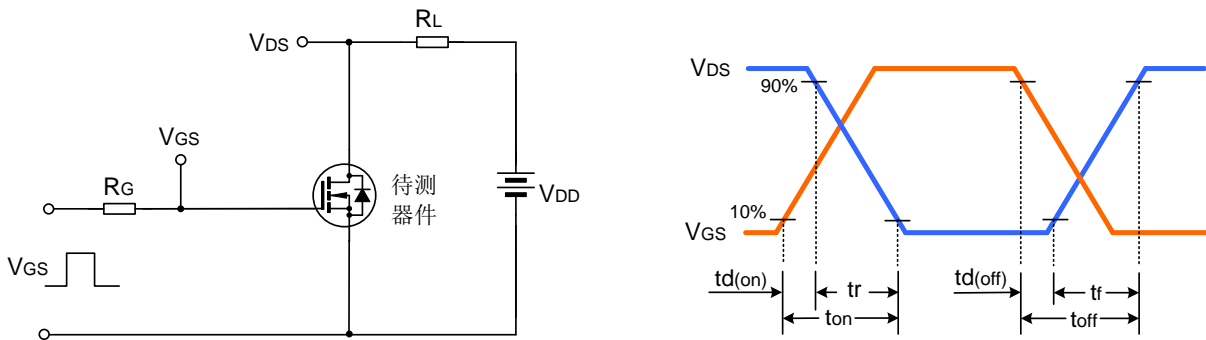 RL
VDS
VGS
RG
待测
器件
VDD
VGS
VDS
90%
10%
VGS
td(on)
tr
ton
td(off)
tf
toff